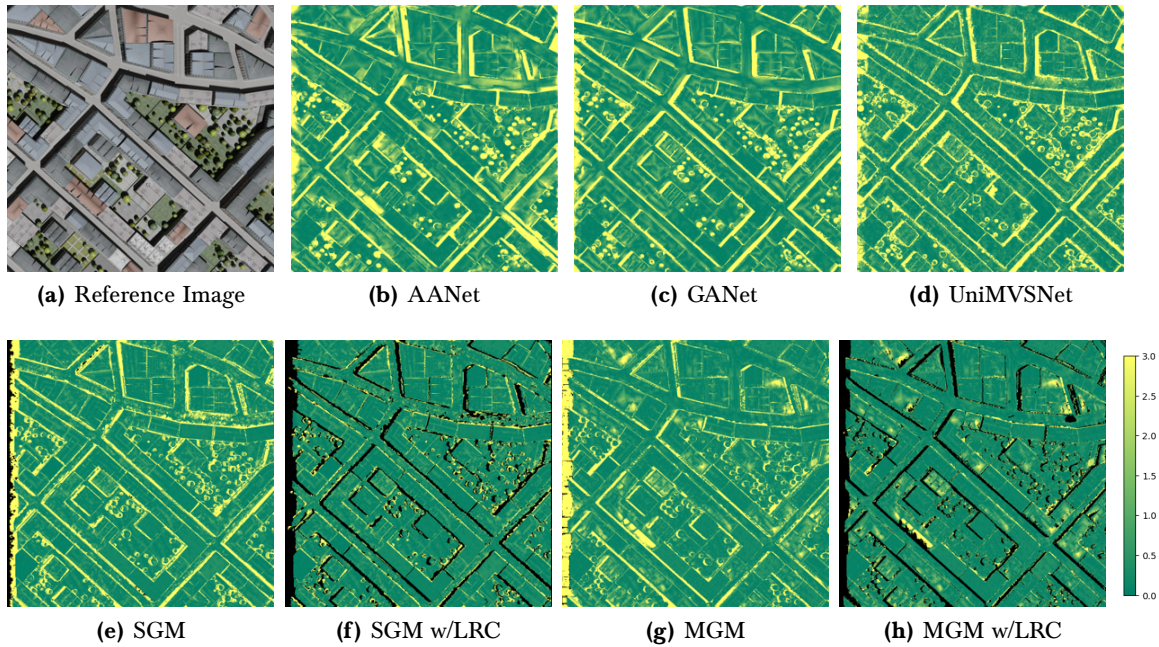 (a) Reference Image
(b) AANet
(c) GANet
(d) UniMVSNet
3.0
2.5
2.0
1.5
1.0
0.5
0.0
(e) SGM
(f) SGM w/LRC
(g) MGM
(h) MGM w/LRC